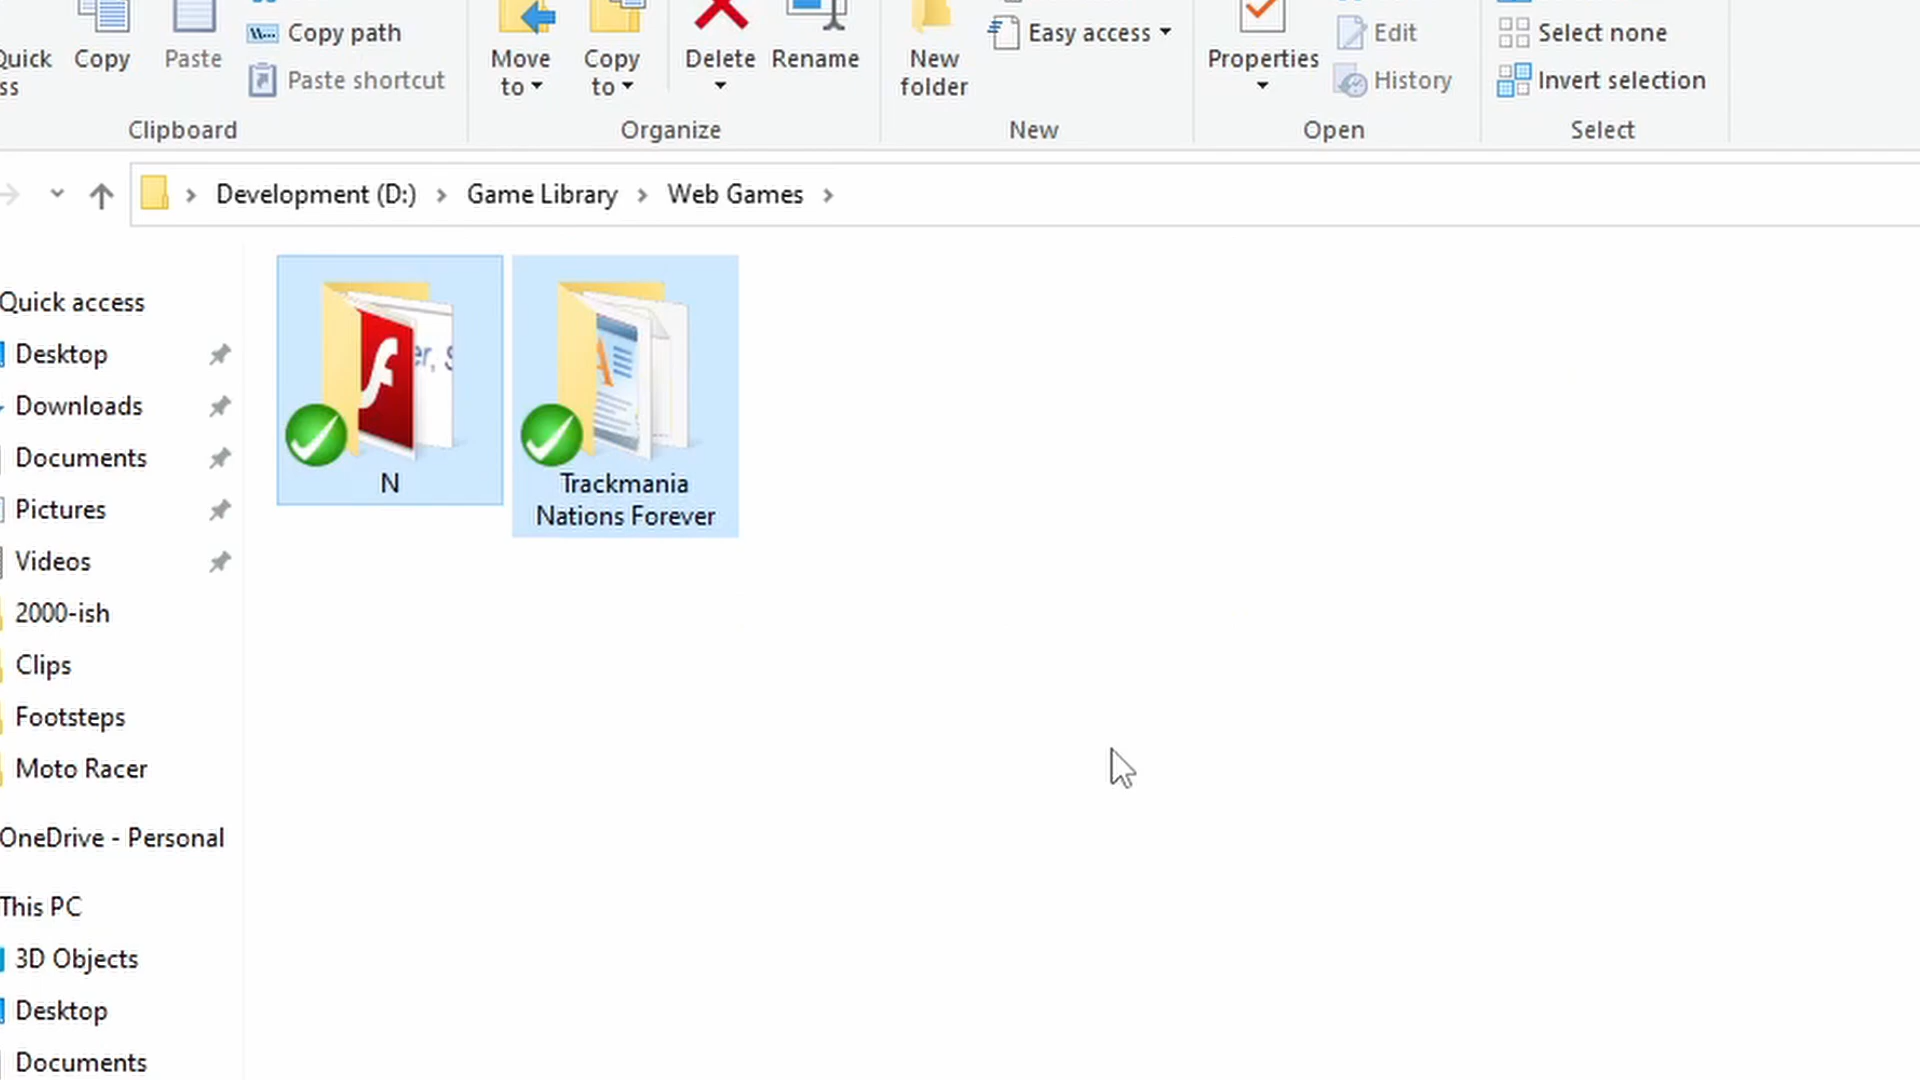 Quick
ss
Copy
Paste
Copy path
Paste shortcut
Clipboard
Move
to
Copy
to
Delete
Rename
Organize
New
folder
Easy access
New
Properties
Edit
History
Open
Select none
Invert selection
Select
Development (D:)
Game Library
Web Games
Quick access
Desktop
Downloads
Documents
Pictures
Videos
2000-ish
Clips
Footsteps
Moto Racer
OneDrive - Personal
This PC
3D Objects
Desktop
Documents
er, S
N
A
Trackmania
Nations Forever